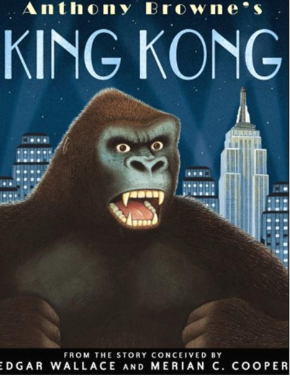 Anthony Browne's
KING KONG
FROM THE STORY CONCEIVED BY
EDGAR WALLACE AND MERIAN C. COOPER